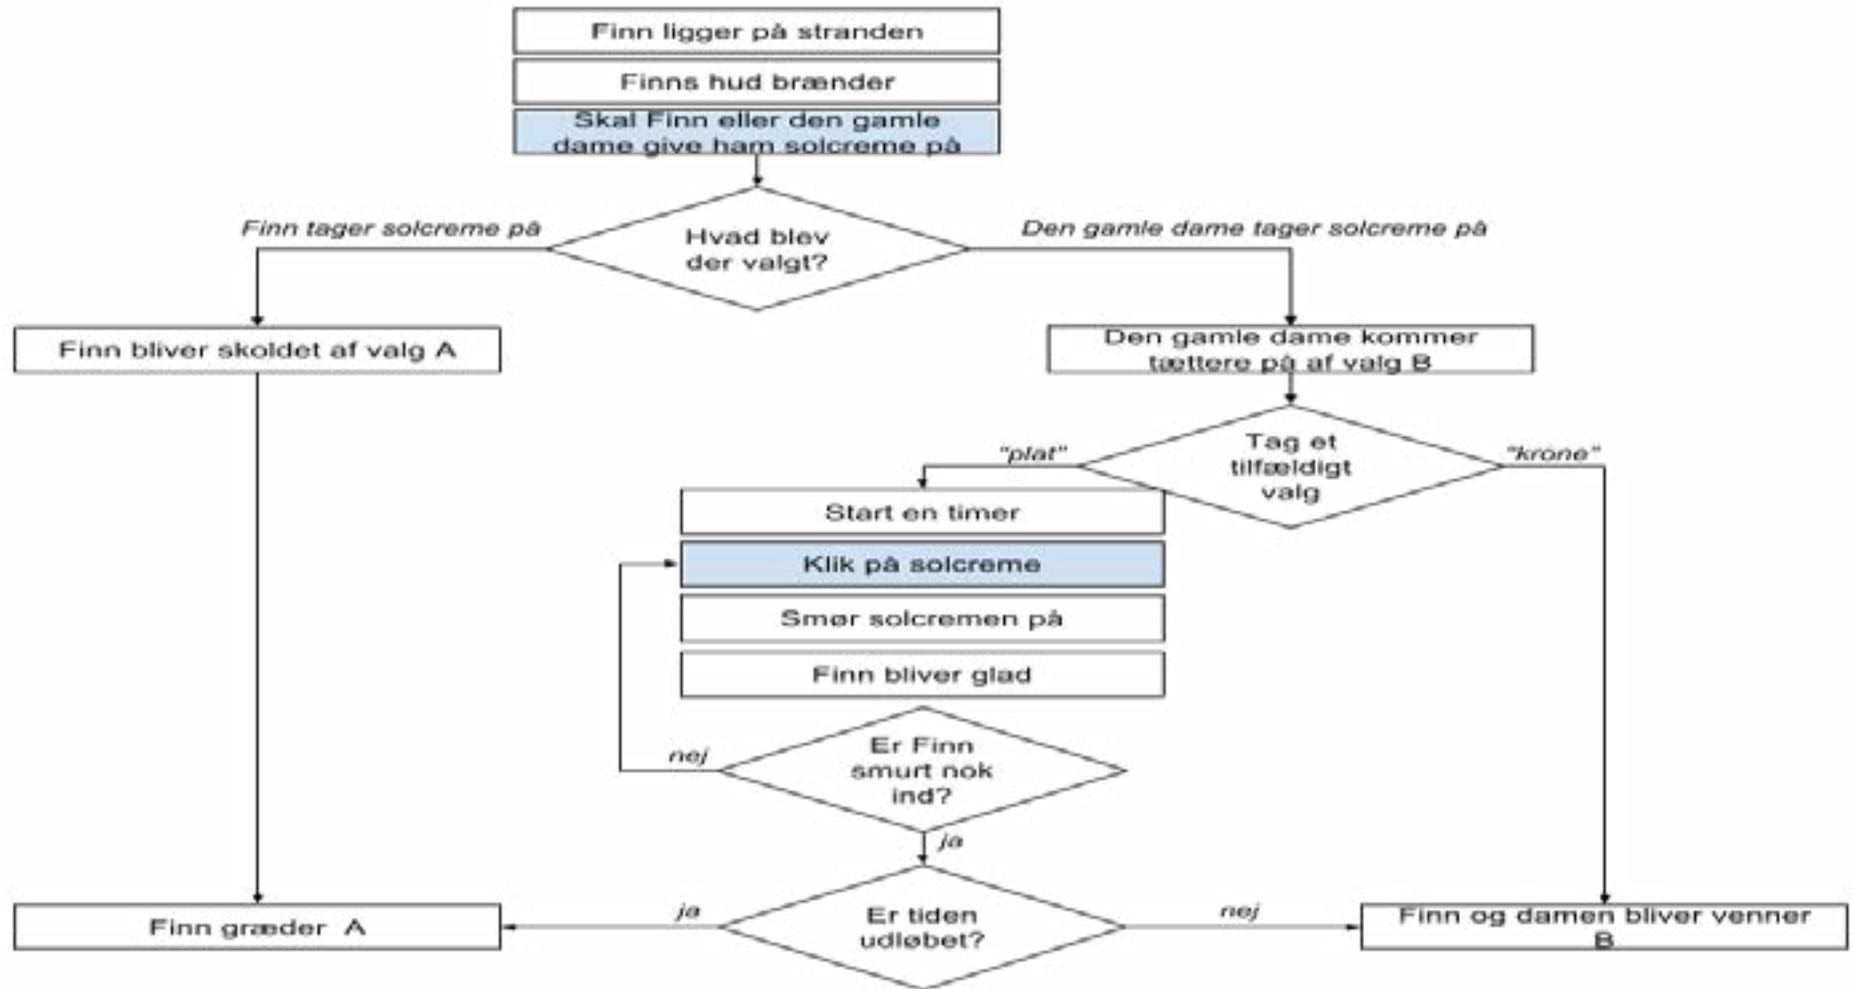 Finn ligger på stranden
Finns hud brænder
Skal Finn eller den gamle
dame give ham solcreme på
Finn tager solcreme på
Hvad blev
der valgt?
Den gamle dame tager solcreme på
Finn bliver skoldet af valg A
Den gamle dame kommer
tættere på af valg B
"plat"
Tag et
tilfældigt
valg
"krone"
Start en timer
Klik på solcreme
Smør solcremen på
Finn bliver glad
nej
Er Finn
smurt nok
ind?
ja
Finn græder A
ja
Er tiden
udløbet?
nej
Finn og damen bliver venner
B